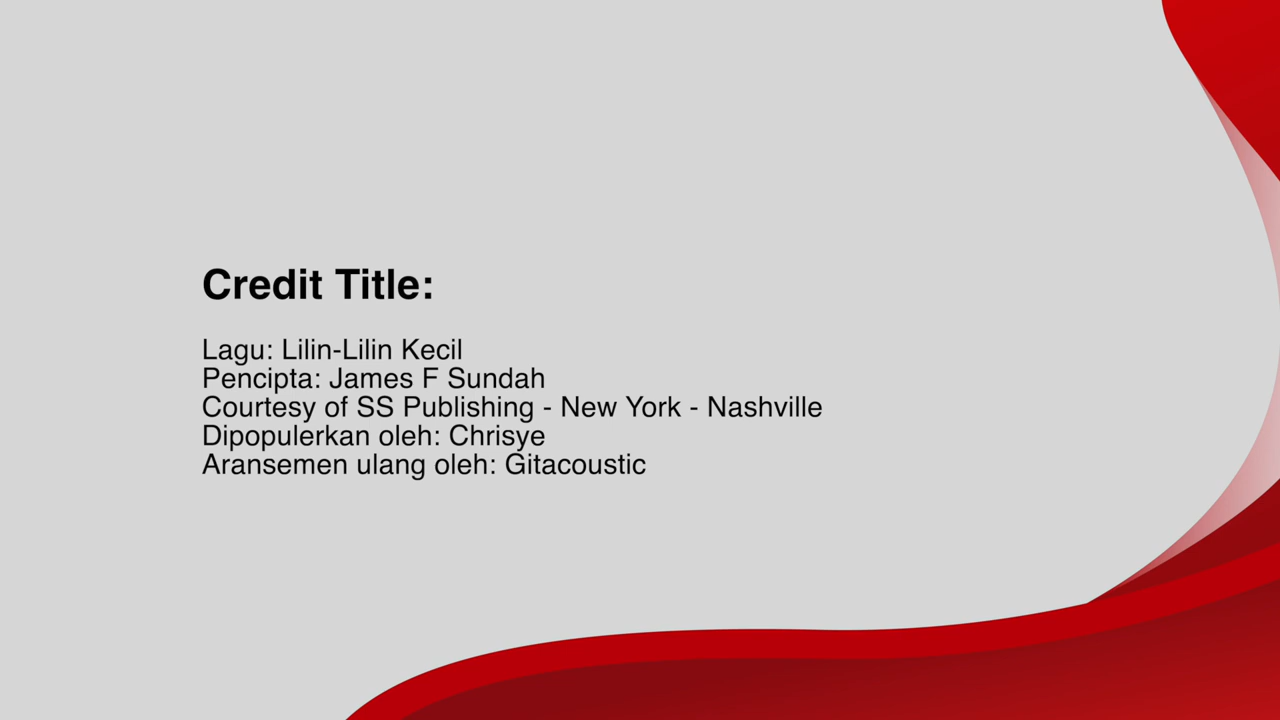 Credit Title:
Lagu: Lilin-Lilin Kecil
Pencipta: James F Sundah
Courtesy of SS Publishing - New York - Nashville
Dipopulerkan oleh: Chrisye
Aransemen ulang oleh: Gitacoustic